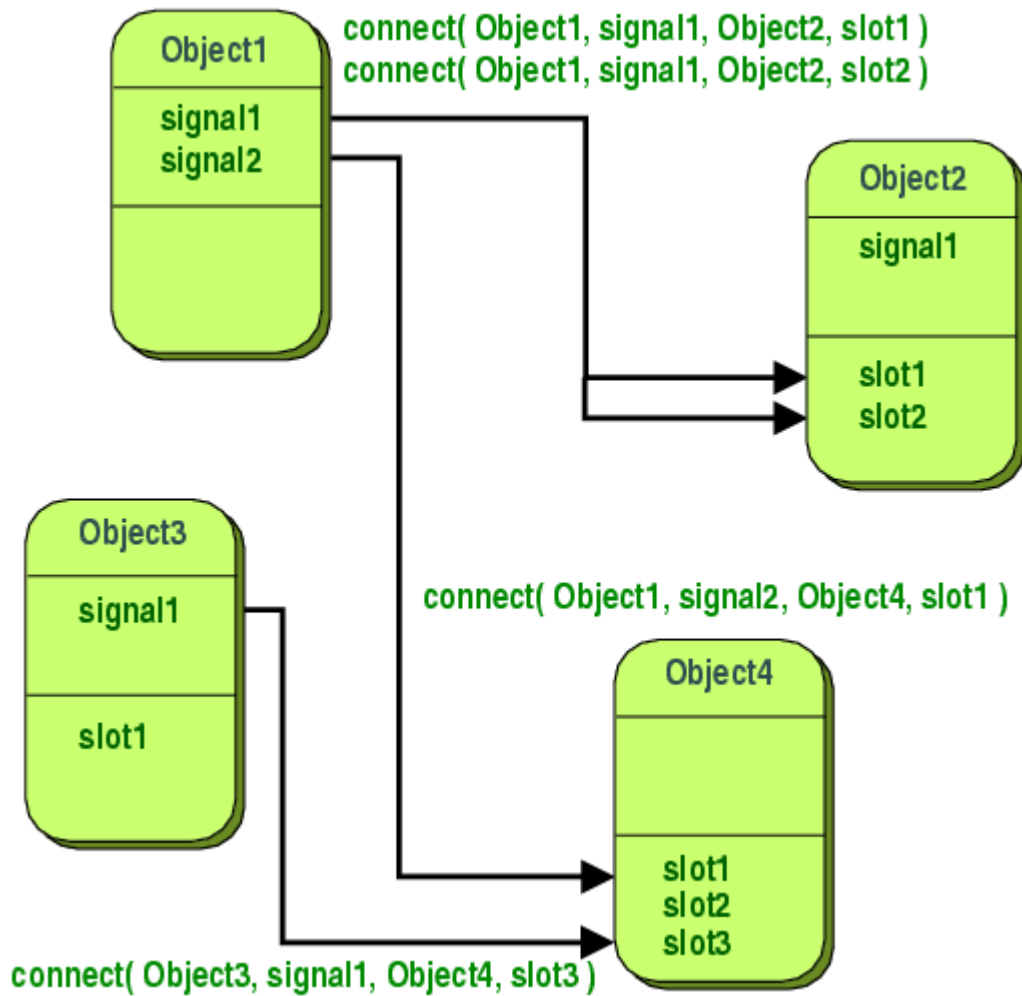 connect( Object1, signal1, Object2, slot1 )
connect( Object1, signal1, Object2, slot2 )
Object1
signal1
signal2
Object2
signal1
slot1
slot2
Object3
signal1
slot1
connect( Object1, signal2, Object4, slot1 )
Object4
slot1
slot2
slot3
connect( Object3, signal1, Object4, slot3 )